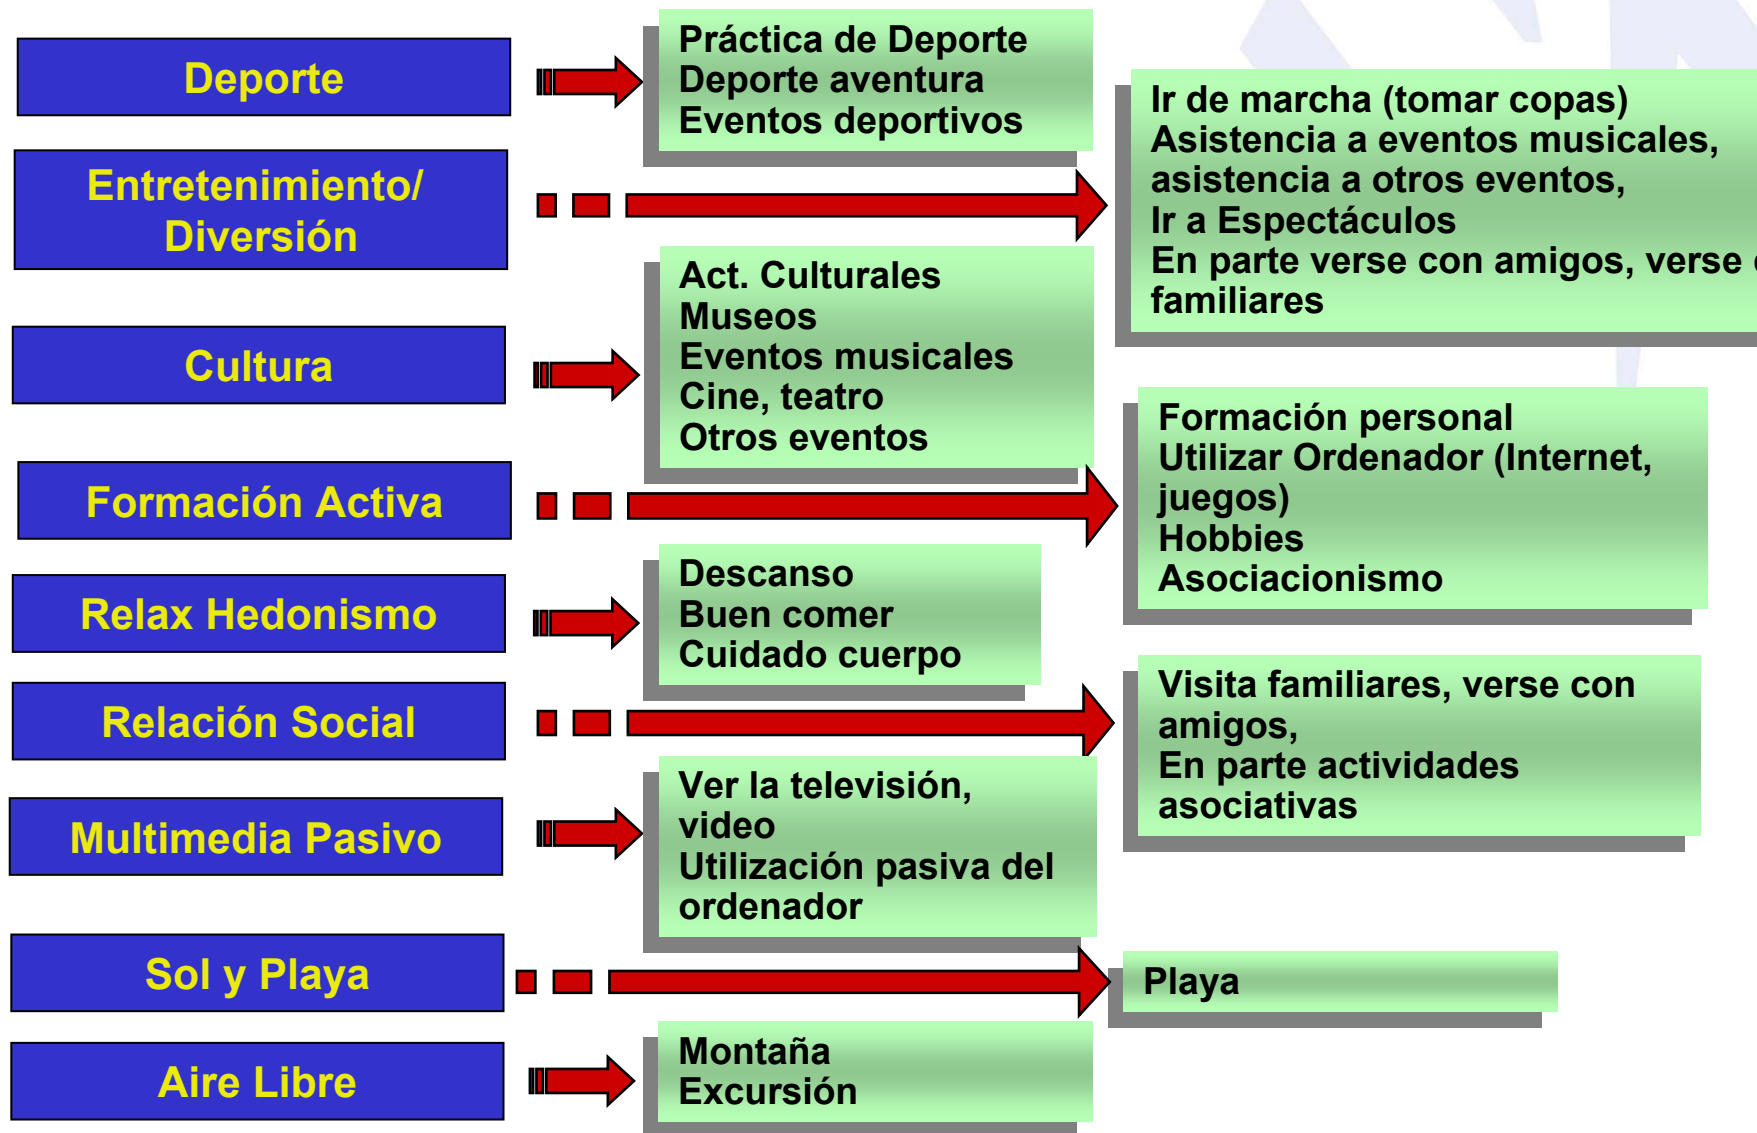 Deporte
Práctica de Deporte
Deporte aventura
Eventos deportivos
Entretenimiento/
Diversión
Ir de marcha (tomar copas)
Asistencia a eventos musicales,
asistencia a otros eventos,
Ir a Espectáculos
En parte verse con amigos, verse
familiares
Cultura
Act. Culturales
Museos
Eventos musicales
Cine, teatro
Otros eventos
Formación Activa
Formación personal
Utilizar Ordenador (Internet,
juegos)
Hobbies
Asociacionismo
Relax Hedonismo
Descanso
Buen comer
Cuidado cuerpo
Relación Social
Visita familiares, verse con
amigos,
En parte actividades
asociativas
Multimedia Pasivo
Ver la televisión,
video
Utilización pasiva del
ordenador
Sol y Playa
Playa
Aire Libre
Montaña
Excursión